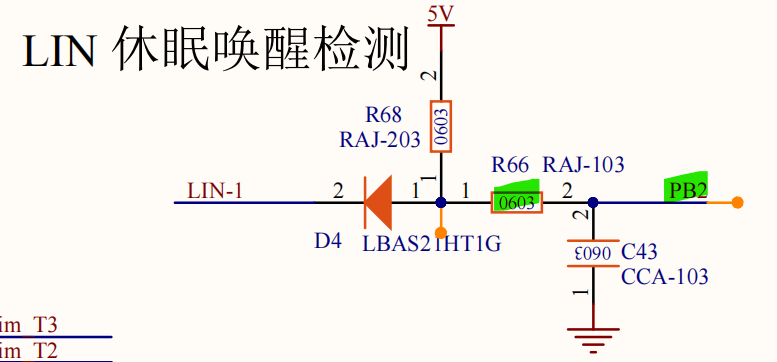 5V
LIN 休眠唤醒检测
2
R68
RAJ-203
0603
1
R66 RAJ-103
LIN-1
2
1
1
0603
2
PB2
D4 LBAS21HT1G
2
0603
C43
CCA-103
1
im T3
im T2